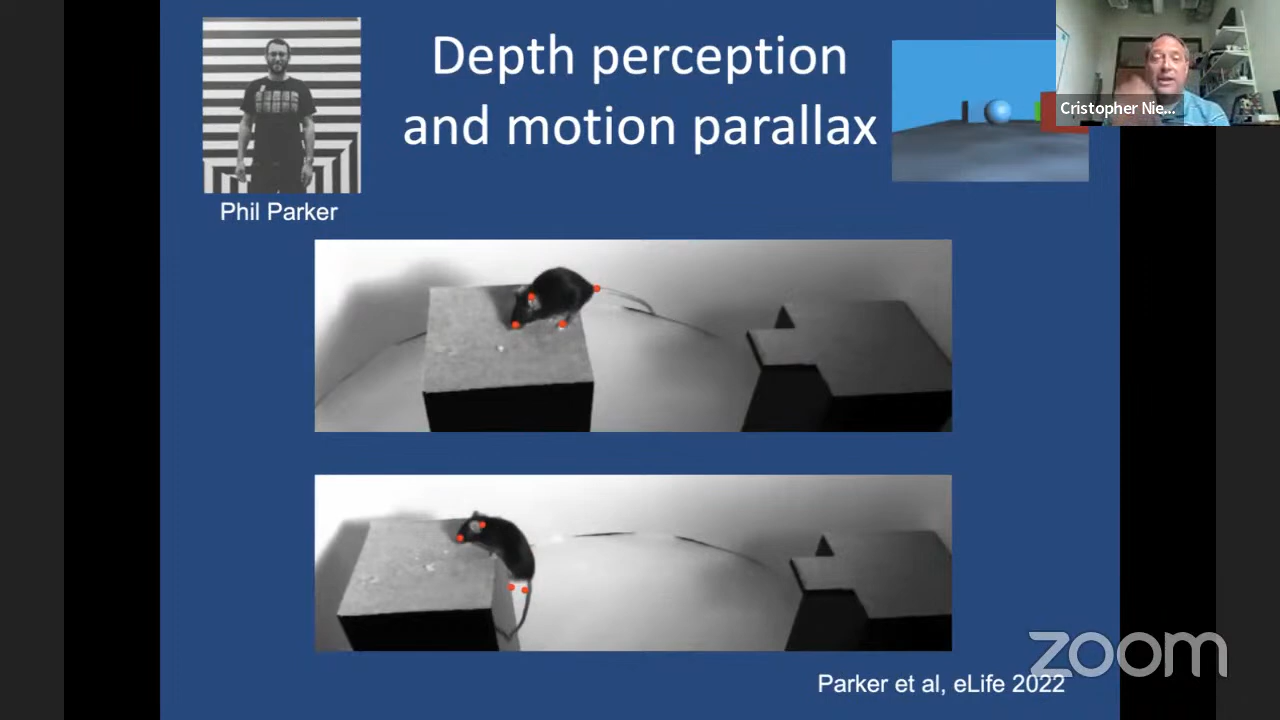 Depth perception
and motion parallax
Cristopher Nie...
Phil Parker
Parker et al, eLife 2022
zoom